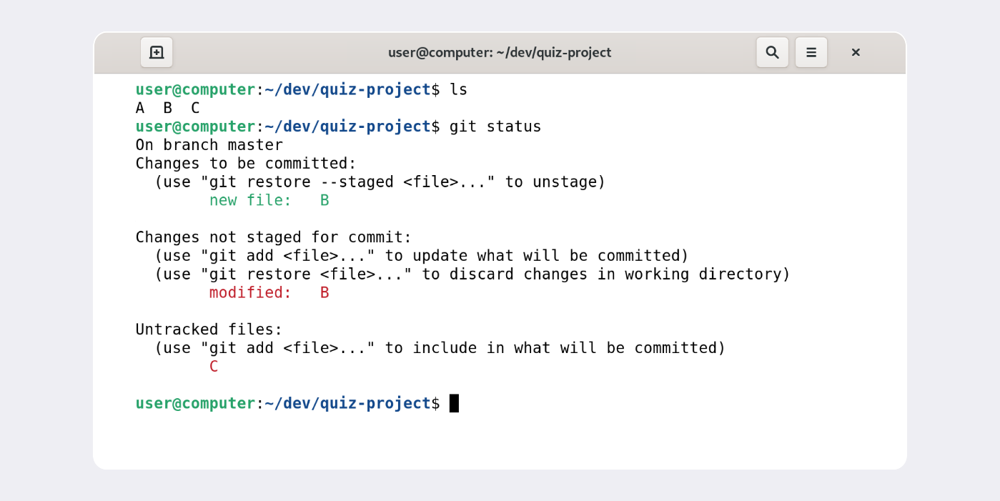 user@computer: ~/dev/quiz-project
user@computer:~/dev/quiz-project$ ls
A  B  C
user@computer:~/dev/quiz-project$ git status
On branch master
Changes to be committed:
  (use "git restore --staged <file>..." to unstage)
        new file:   B

Changes not staged for commit:
  (use "git add <file>..." to update what will be committed)
  (use "git restore <file>..." to discard changes in working directory)
        modified:   B

Untracked files:
  (use "git add <file>..." to include in what will be committed)
        C

user@computer:~/dev/quiz-project$